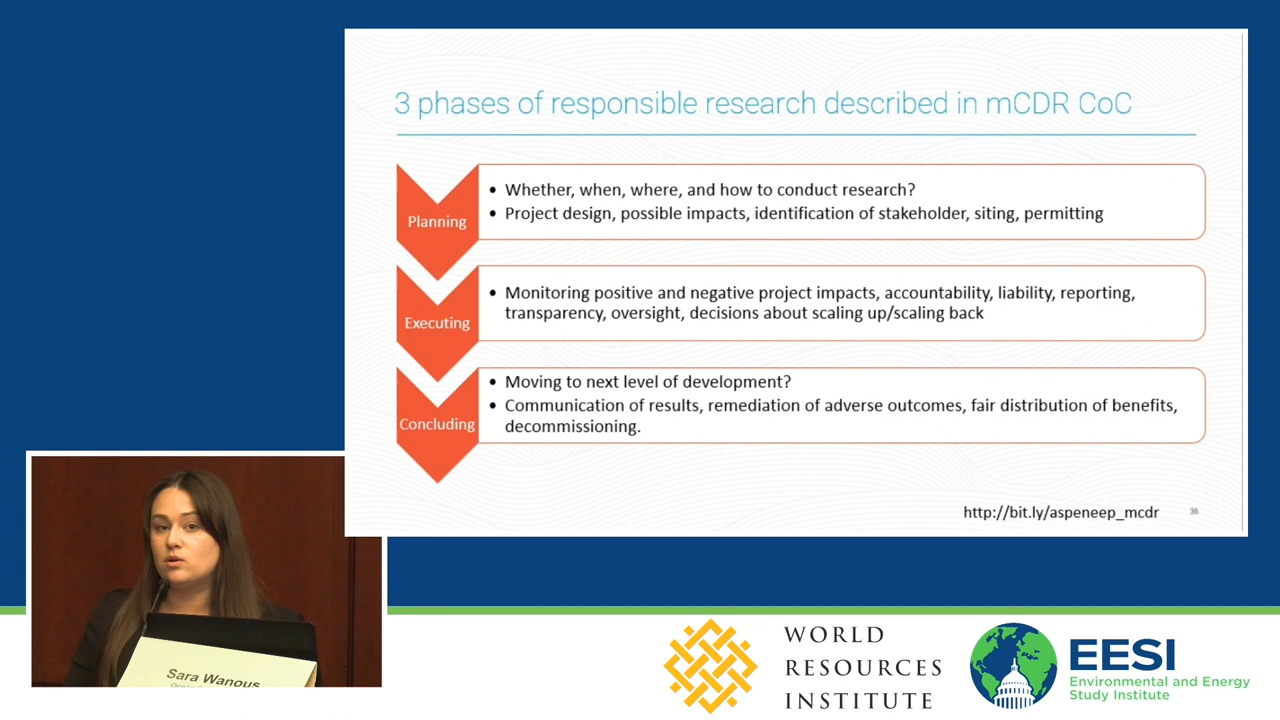 3 phases of responsible research described in mCDR CoC
Planning
• Whether, when, where, and how to conduct research?
• Project design, possible impacts, identification of stakeholder, siting, permitting
Executing
• Monitoring positive and negative project impacts, accountability, liability, reporting,
transparency, oversight, decisions about scaling up/scaling back
Concluding
• Moving to next level of development?
• Communication of results, remediation of adverse outcomes, fair distribution of benefits,
decommissioning.
http://bit.ly/aspeneep_mcdr
36
Sara Wanous
WORLD
RESOURCES
INSTITUTE
EESI
Environmental and Energy
Study Institute